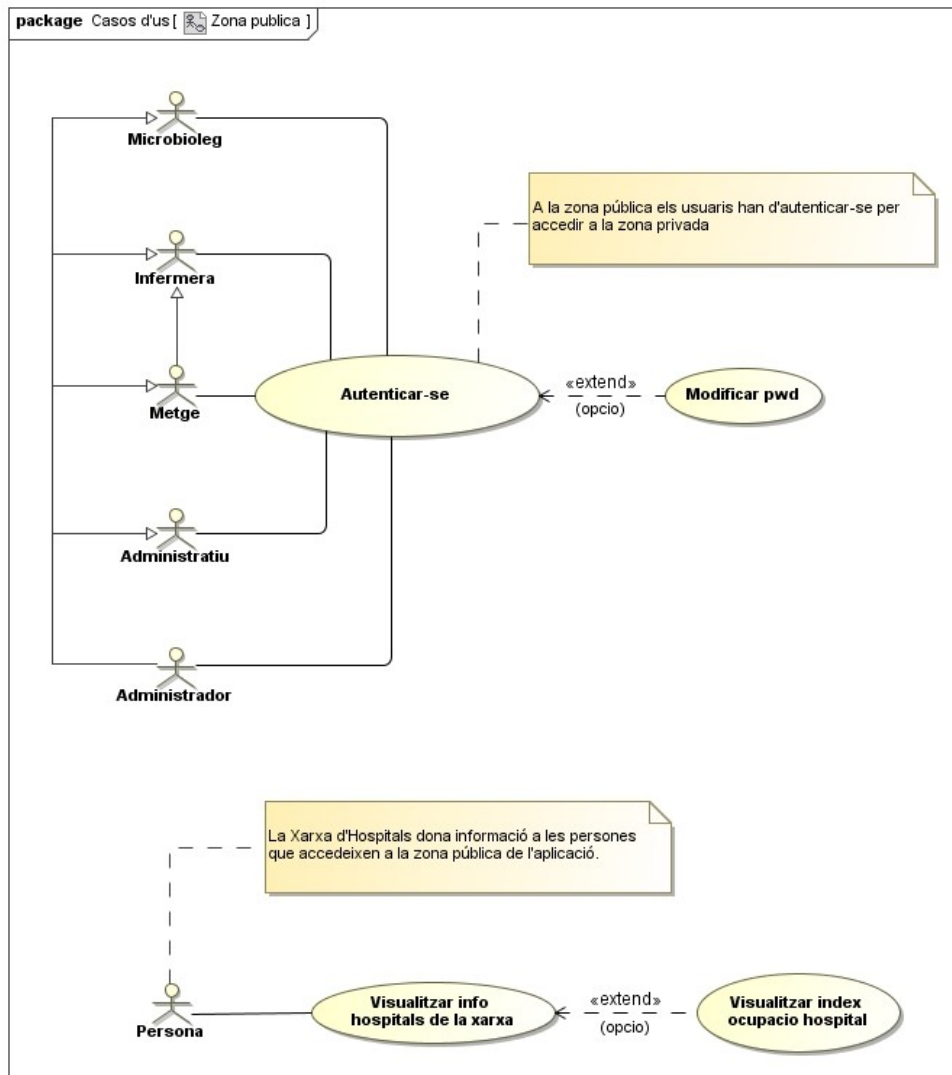 package Casos d'us [ Zona publica ]
Microbioleg
A la zona pública els usuaris han d'autenticar-se per
accedir a la zona privada
Infermera
Metge
Autenticar-se
«extend»
(opcio)
Modificar pwd
Administratiu
Administrador
La Xarxa d'Hospitals dona informació a les persones
que accedeixen a la zona pública de l'aplicació.
Persona
Visualitzar info
hospitals de la xarxa
«extend»
(opcio)
Visualitzar index
ocupacio hospital